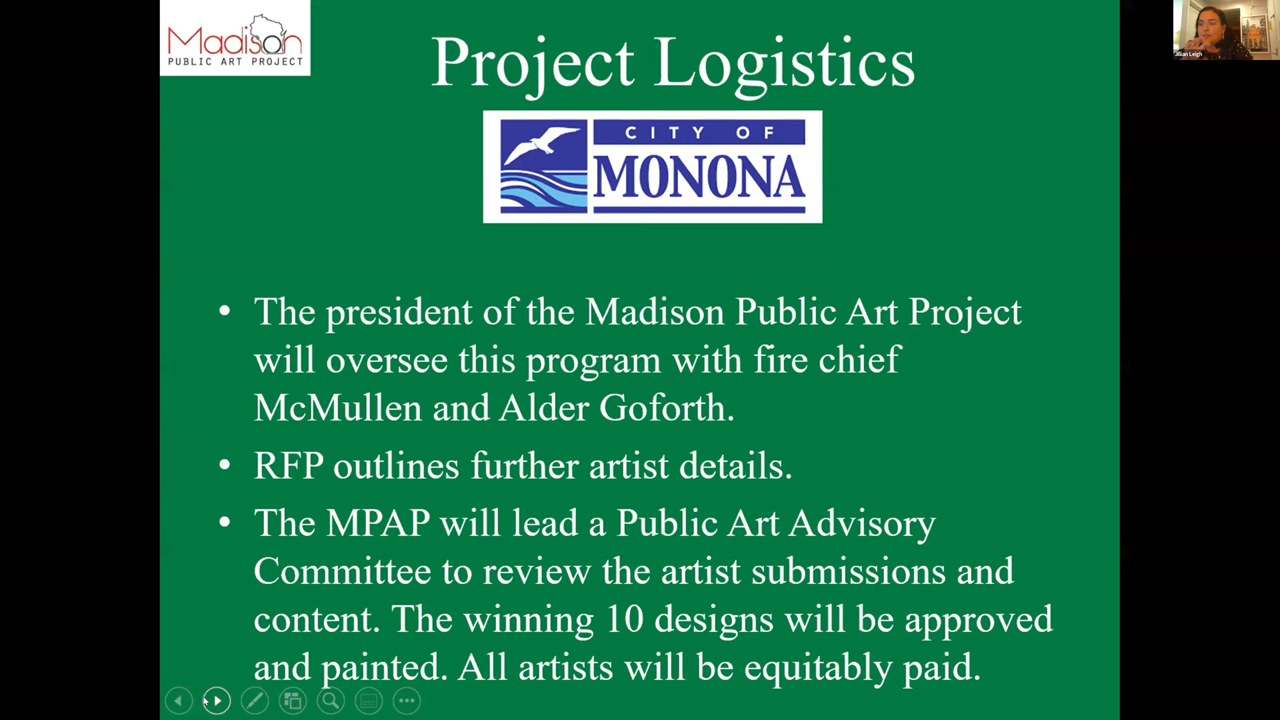 Madison
PUBLIC ART PROJECT
Project Logistics
CITY OF
MONONA
• The president of the Madison Public Art Project
will oversee this program with fire chief
McMullen and Alder Goforth.
• RFP outlines further artist details.
• The MPAP will lead a Public Art Advisory
Committee to review the artist submissions and
content. The winning 10 designs will be approved
and painted. All artists will be equitably paid.
Jillian Leigh